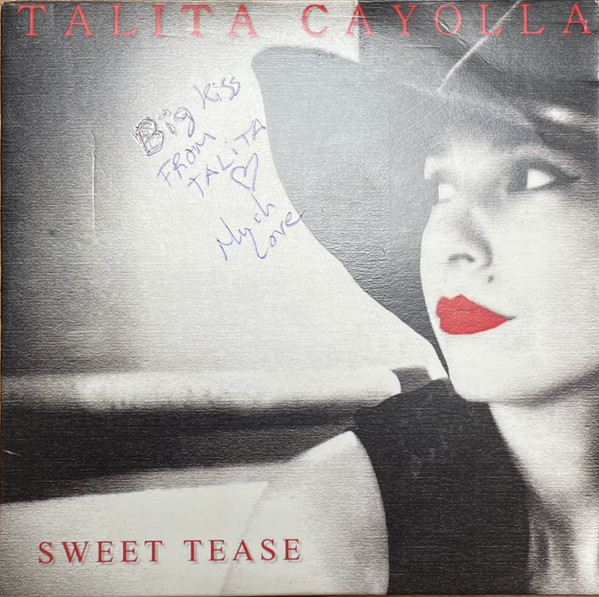 TALITA CAYOLLA
Big Kiss
FROM
TALITA
♡
Much
Love
SWEET TEASE